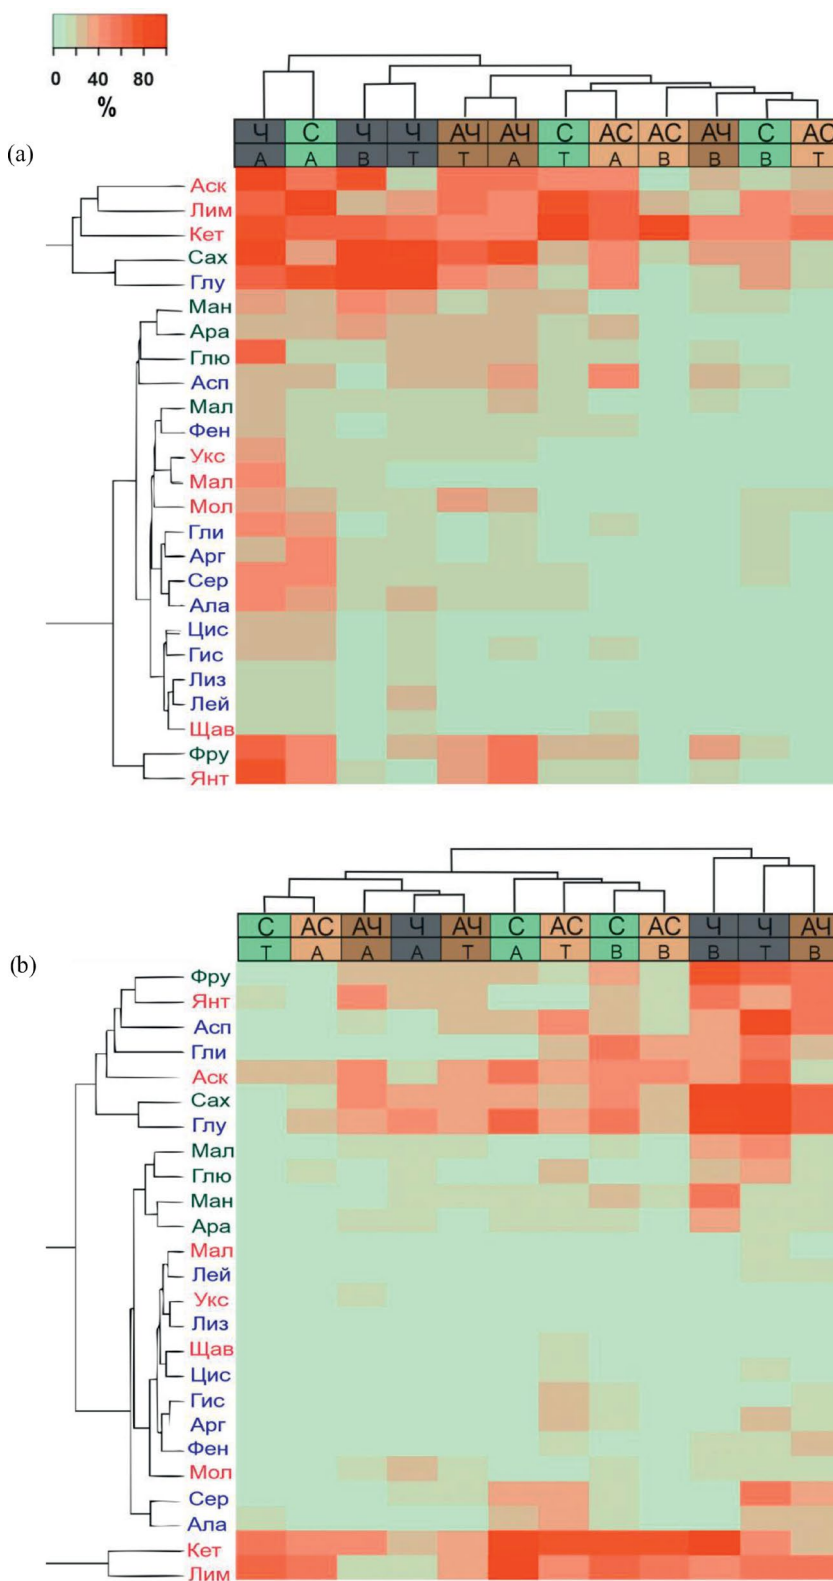 0 40 80
%
(a)
Ч С Ч Ч АЧ АЧ С АС АС АЧ С АС
А А В Т Т А Т А В В В Т
Аск
Лим
Кет
Сах
Глу
Ман
Ара
Глю
Асп
Мал
Фен
Укс
Мал
Мол
Гли
Арг
Сер
Ала
Цис
Гис
Лиз
Лей
Щав
Фру
Янт
(b)
С АС АЧ Ч АЧ С АС С АС Ч Ч АЧ
Т А А А Т А Т В В В Т В
Фру
Янт
Асп
Гли
Аск
Сах
Глу
Мал
Глю
Ман
Ара
Мал
Лей
Укс
Лиз
Щав
Цис
Гис
Арг
Фен
Мол
Сер
Ала
Кет
Лим